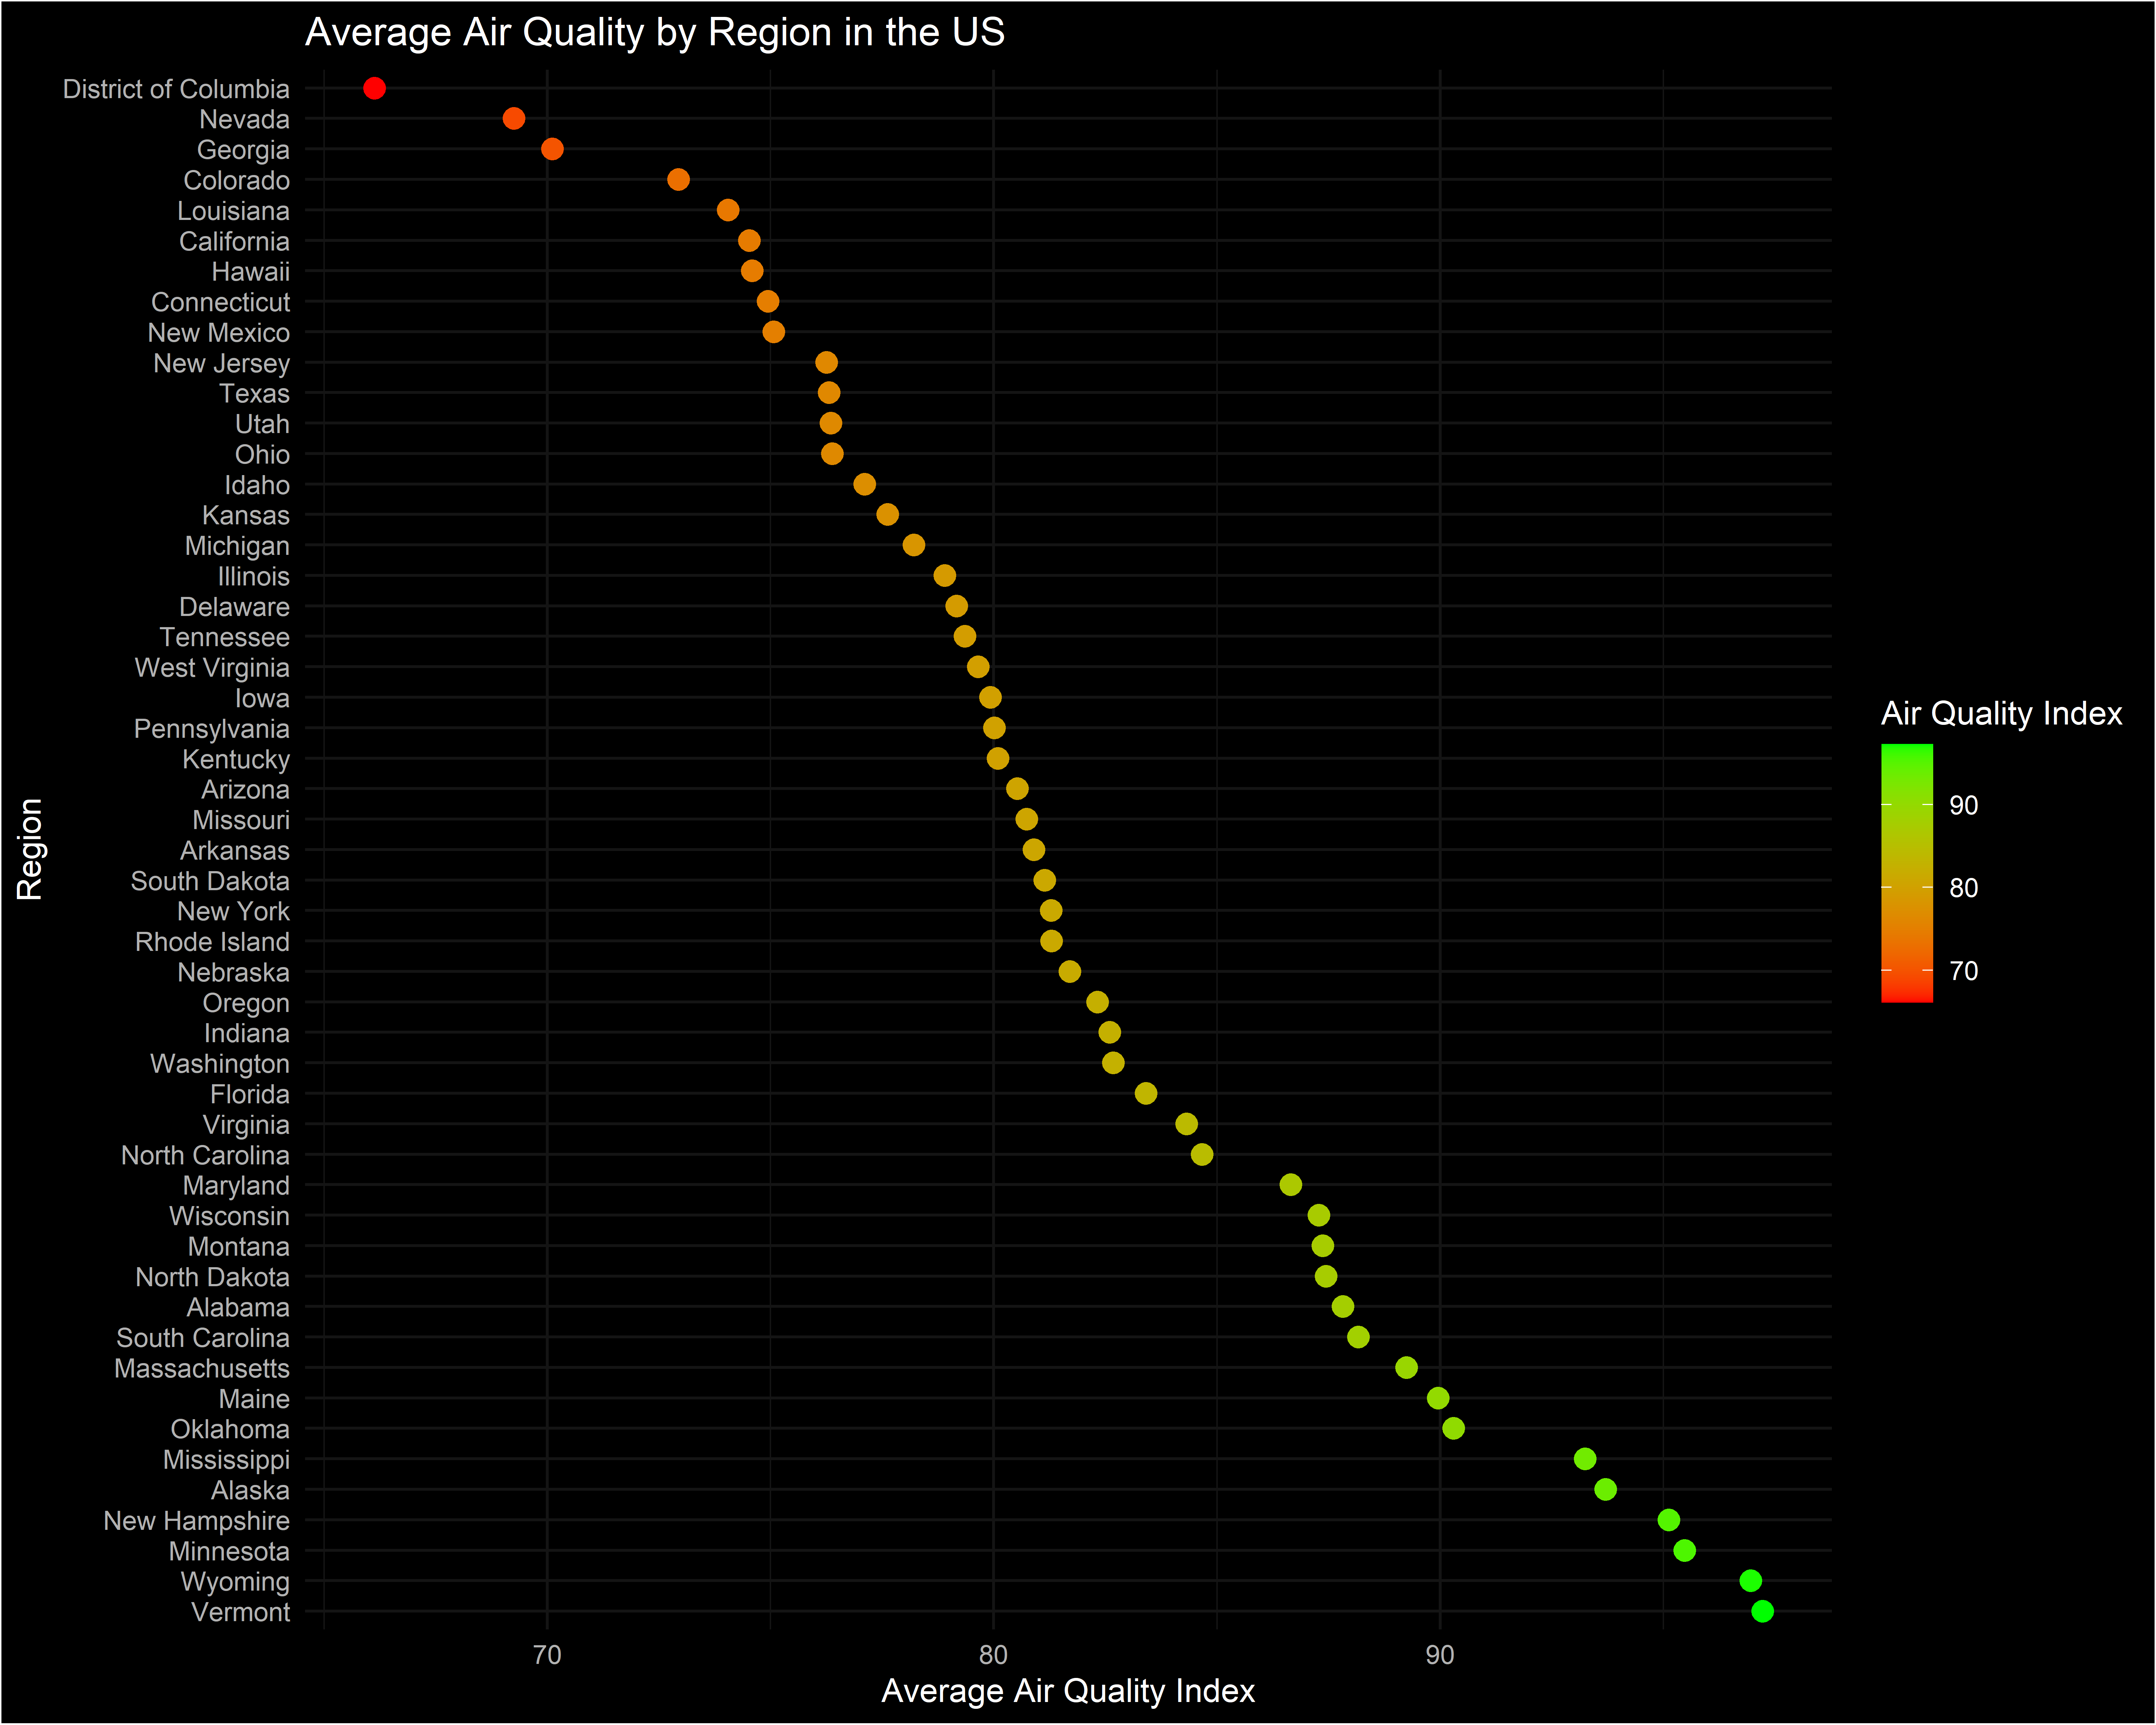 Average Air Quality by Region in the US
District of Columbia
Nevada
Georgia
Colorado
Louisiana
California
Hawaii
Connecticut
New Mexico
New Jersey
Texas
Utah
Ohio
Idaho
Kansas
Michigan
Illinois
Delaware
Tennessee
West Virginia
Iowa
Pennsylvania
Kentucky
Arizona
Missouri
Arkansas
South Dakota
New York
Rhode Island
Nebraska
Oregon
Indiana
Washington
Florida
Virginia
North Carolina
Maryland
Wisconsin
Montana
North Dakota
Alabama
South Carolina
Massachusetts
Maine
Oklahoma
Mississippi
Alaska
New Hampshire
Minnesota
Wyoming
Vermont
Region
70 80 90
Average Air Quality Index
Air Quality Index
90
80
70